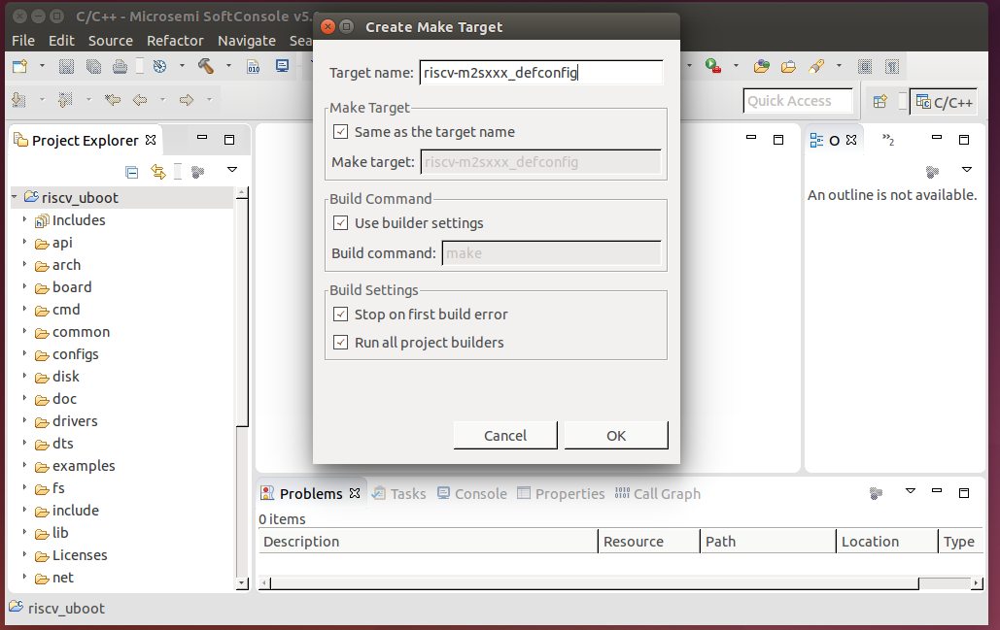 C/C++ - Microsemi SoftConsole v5.
Create Make Target
File Edit Source Refactor Navigate Sea
Target name: riscv-m2sxxx_defconfig
Make Target
Same as the target name
Make target: riscv-m2sxxx_defconfig
Build Command
Use builder settings
Build command: make
Build Settings
Stop on first build error
Run all project builders
Cancel OK
010
Quick Access
C/C++
Project Explorer
riscv_uboot
Includes
api
arch
board
cmd
common
configs
disk
doc
drivers
dts
examples
fs
include
lib
Licenses
net
O
»2
An outline is not available.
Problems Tasks Console Properties Call Graph
0 items
Description Resource Path Location Type
riscv_uboot